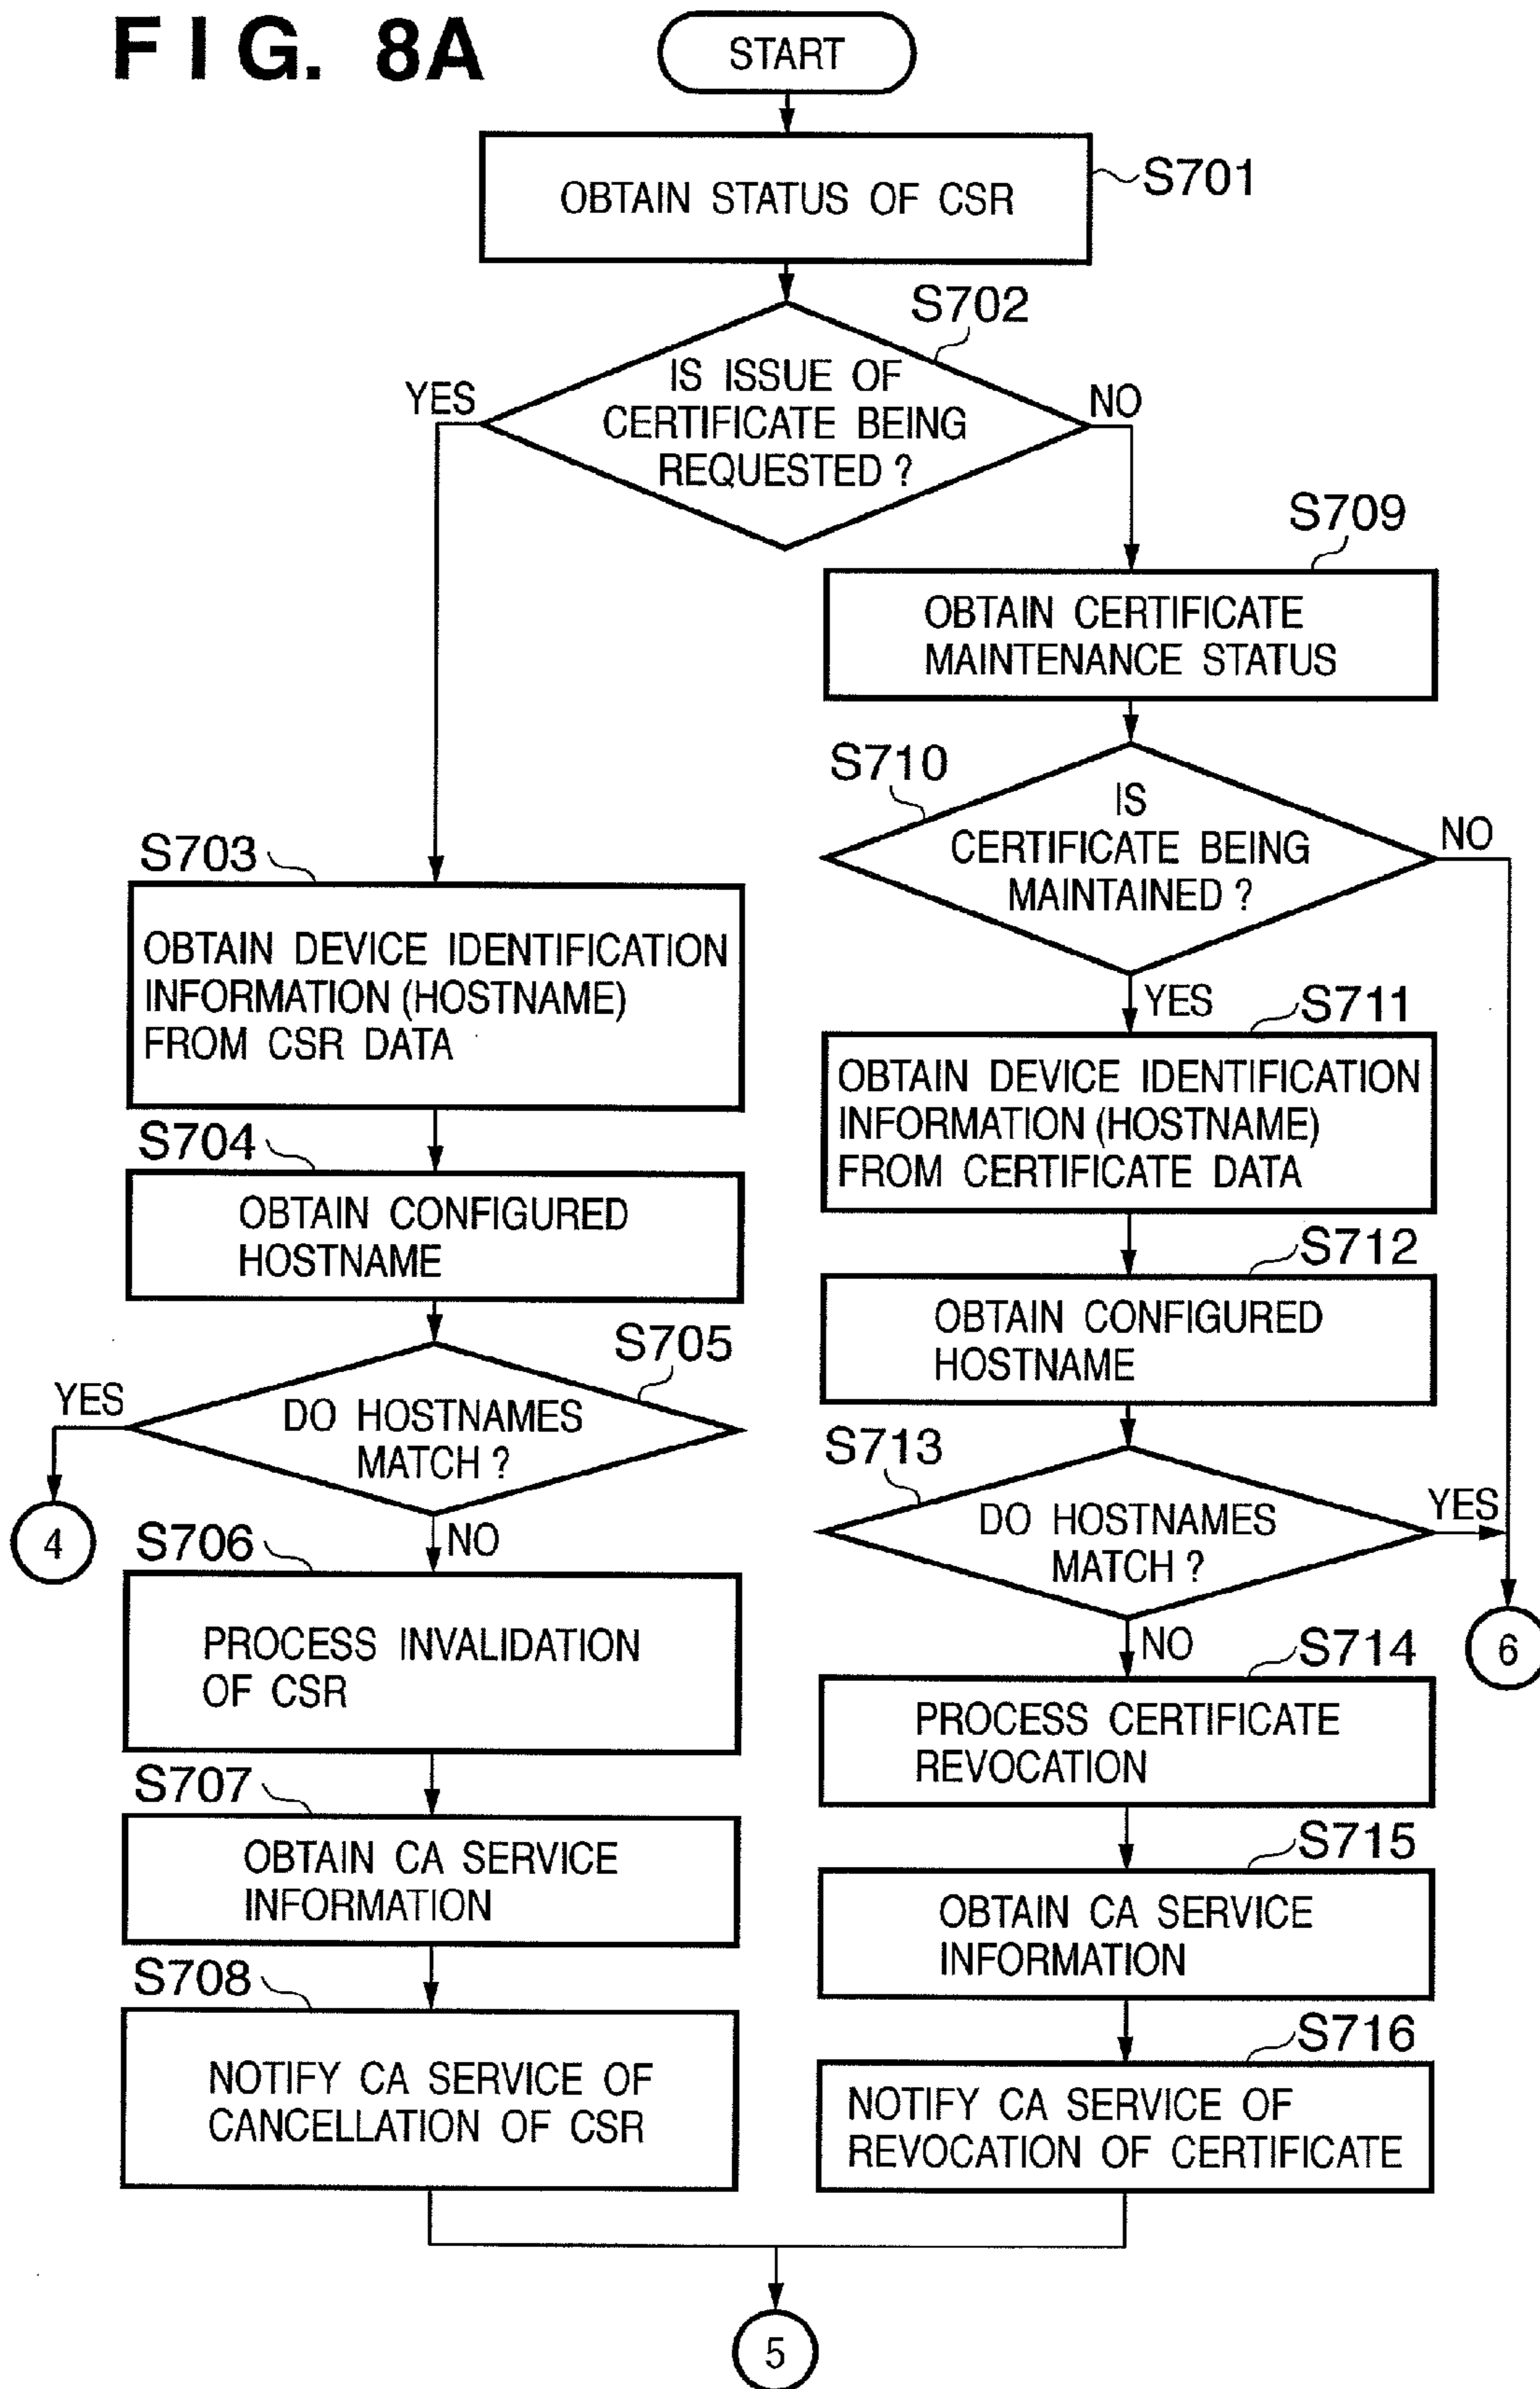 FIG. 8A
START
OBTAIN STATUS OF CSR
S701
S702
IS ISSUE OF
CERTIFICATE BEING
REQUESTED ?
YES
NO
S709
OBTAIN CERTIFICATE
MAINTENANCE STATUS
S710
IS
CERTIFICATE BEING
MAINTAINED ?
NO
YES
S703
OBTAIN DEVICE IDENTIFICATION
INFORMATION (HOSTNAME)
FROM CSR DATA
S711
OBTAIN DEVICE IDENTIFICATION
INFORMATION (HOSTNAME)
FROM CERTIFICATE DATA
S704
OBTAIN CONFIGURED
HOSTNAME
S712
OBTAIN CONFIGURED
HOSTNAME
S705
DO HOSTNAMES
MATCH ?
YES
4
NO
S713
DO HOSTNAMES
MATCH ?
YES
6
NO
S706
PROCESS INVALIDATION
OF CSR
S714
PROCESS CERTIFICATE
REVOCATION
S707
OBTAIN CA SERVICE
INFORMATION
S715
OBTAIN CA SERVICE
INFORMATION
S708
NOTIFY CA SERVICE OF
CANCELLATION OF CSR
S716
NOTIFY CA SERVICE OF
REVOCATION OF CERTIFICATE
5